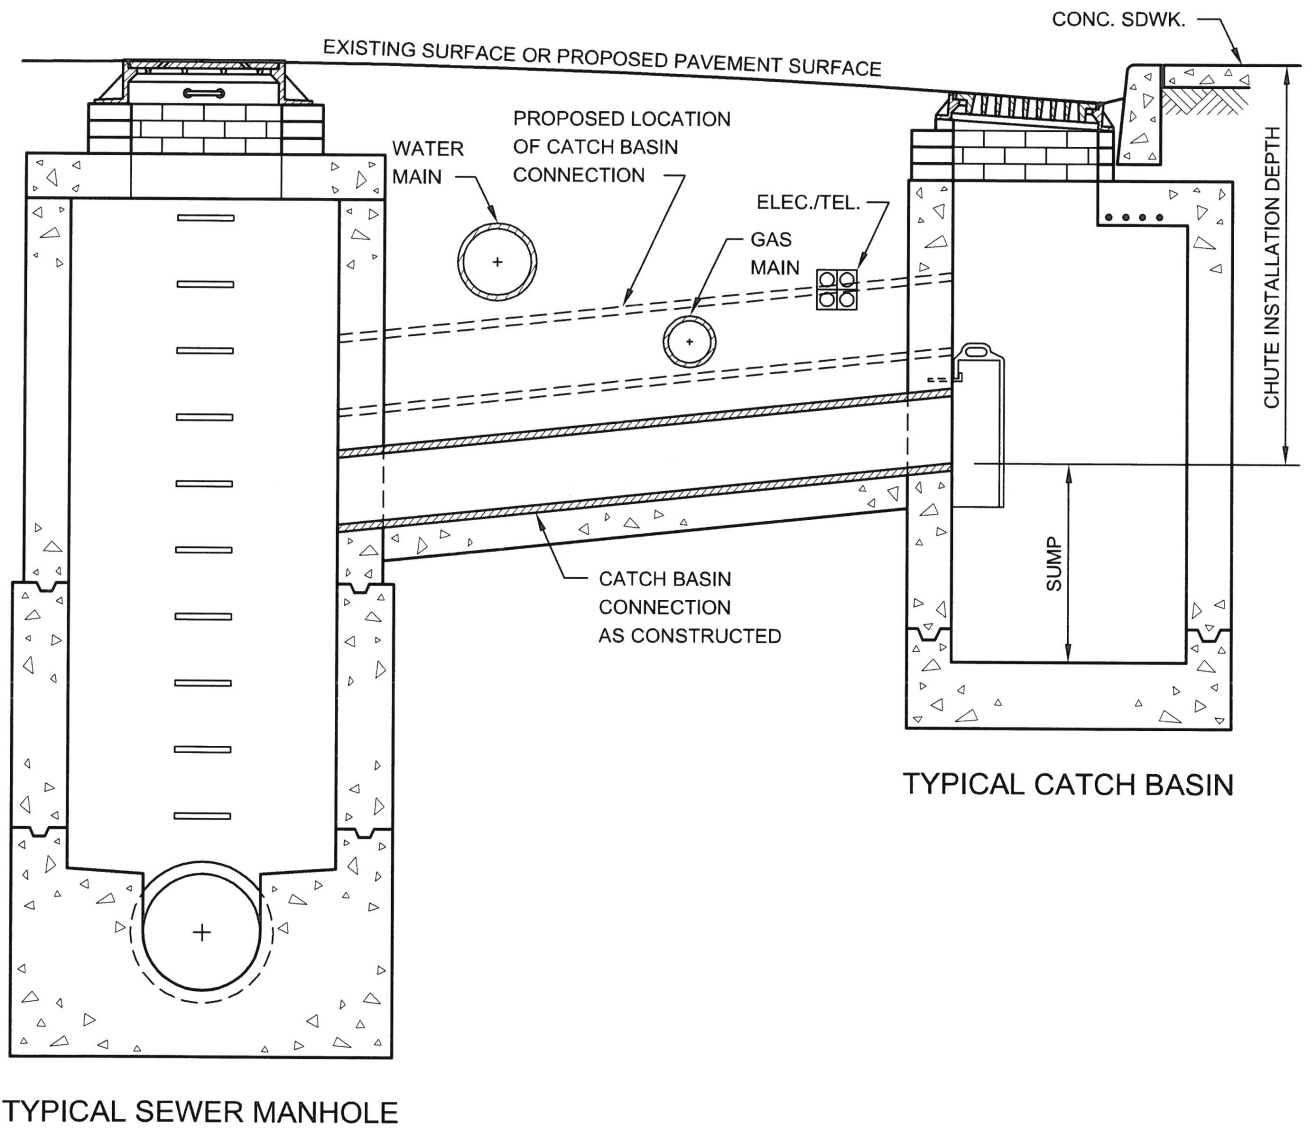 CONC. SDWK.
EXISTING SURFACE OR PROPOSED PAVEMENT SURFACE
PROPOSED LOCATION
OF CATCH BASIN
CONNECTION
WATER
MAIN
ELEC./TEL.
GAS
MAIN
CHUTE INSTALLATION DEPTH
SUMP
CATCH BASIN
CONNECTION
AS CONSTRUCTED
TYPICAL CATCH BASIN
TYPICAL SEWER MANHOLE